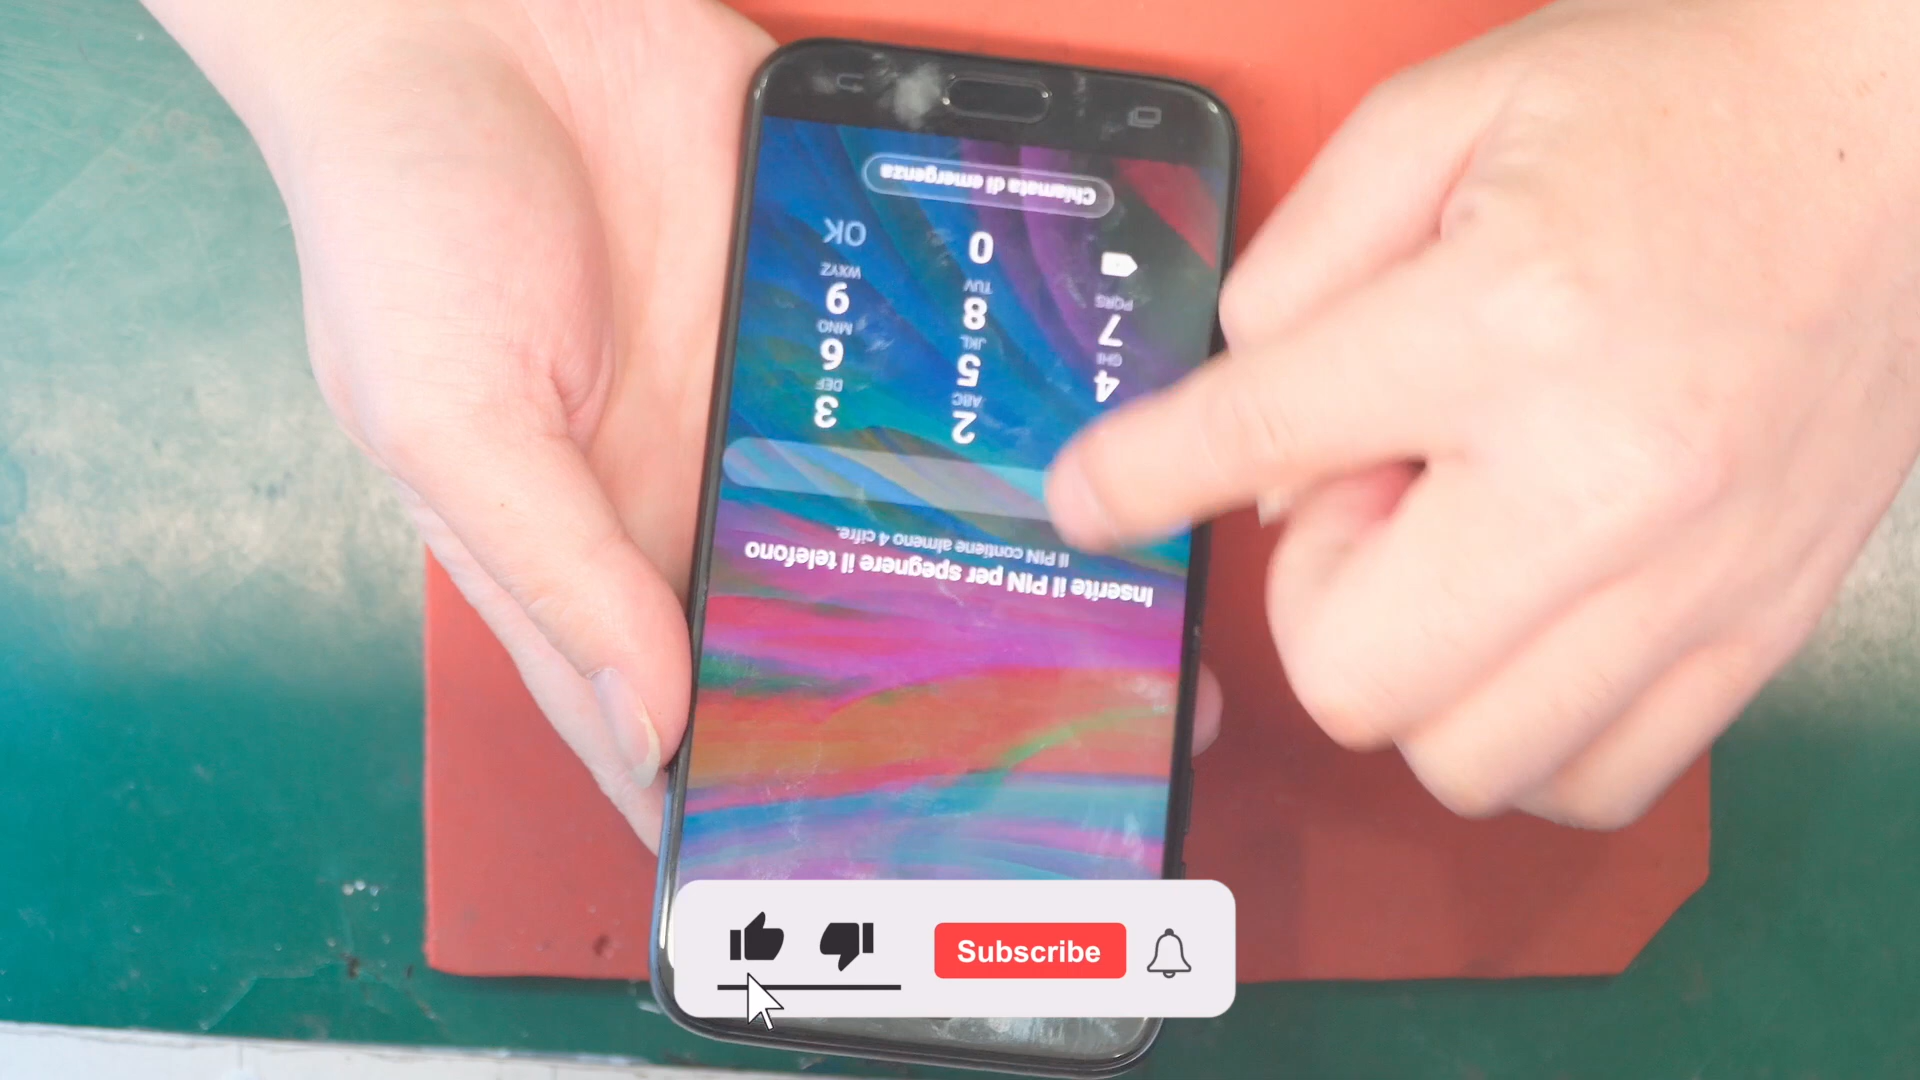 Inserite il PIN per spegnere il telefono
Il PIN contiene almeno 4 cifre.
2 ABC
3 DEF
4 GHI
5 JKL
6 MNO
7 PQRS
8 TUV
9 WXYZ
0
OK
Chiamata di emergenza
Subscribe